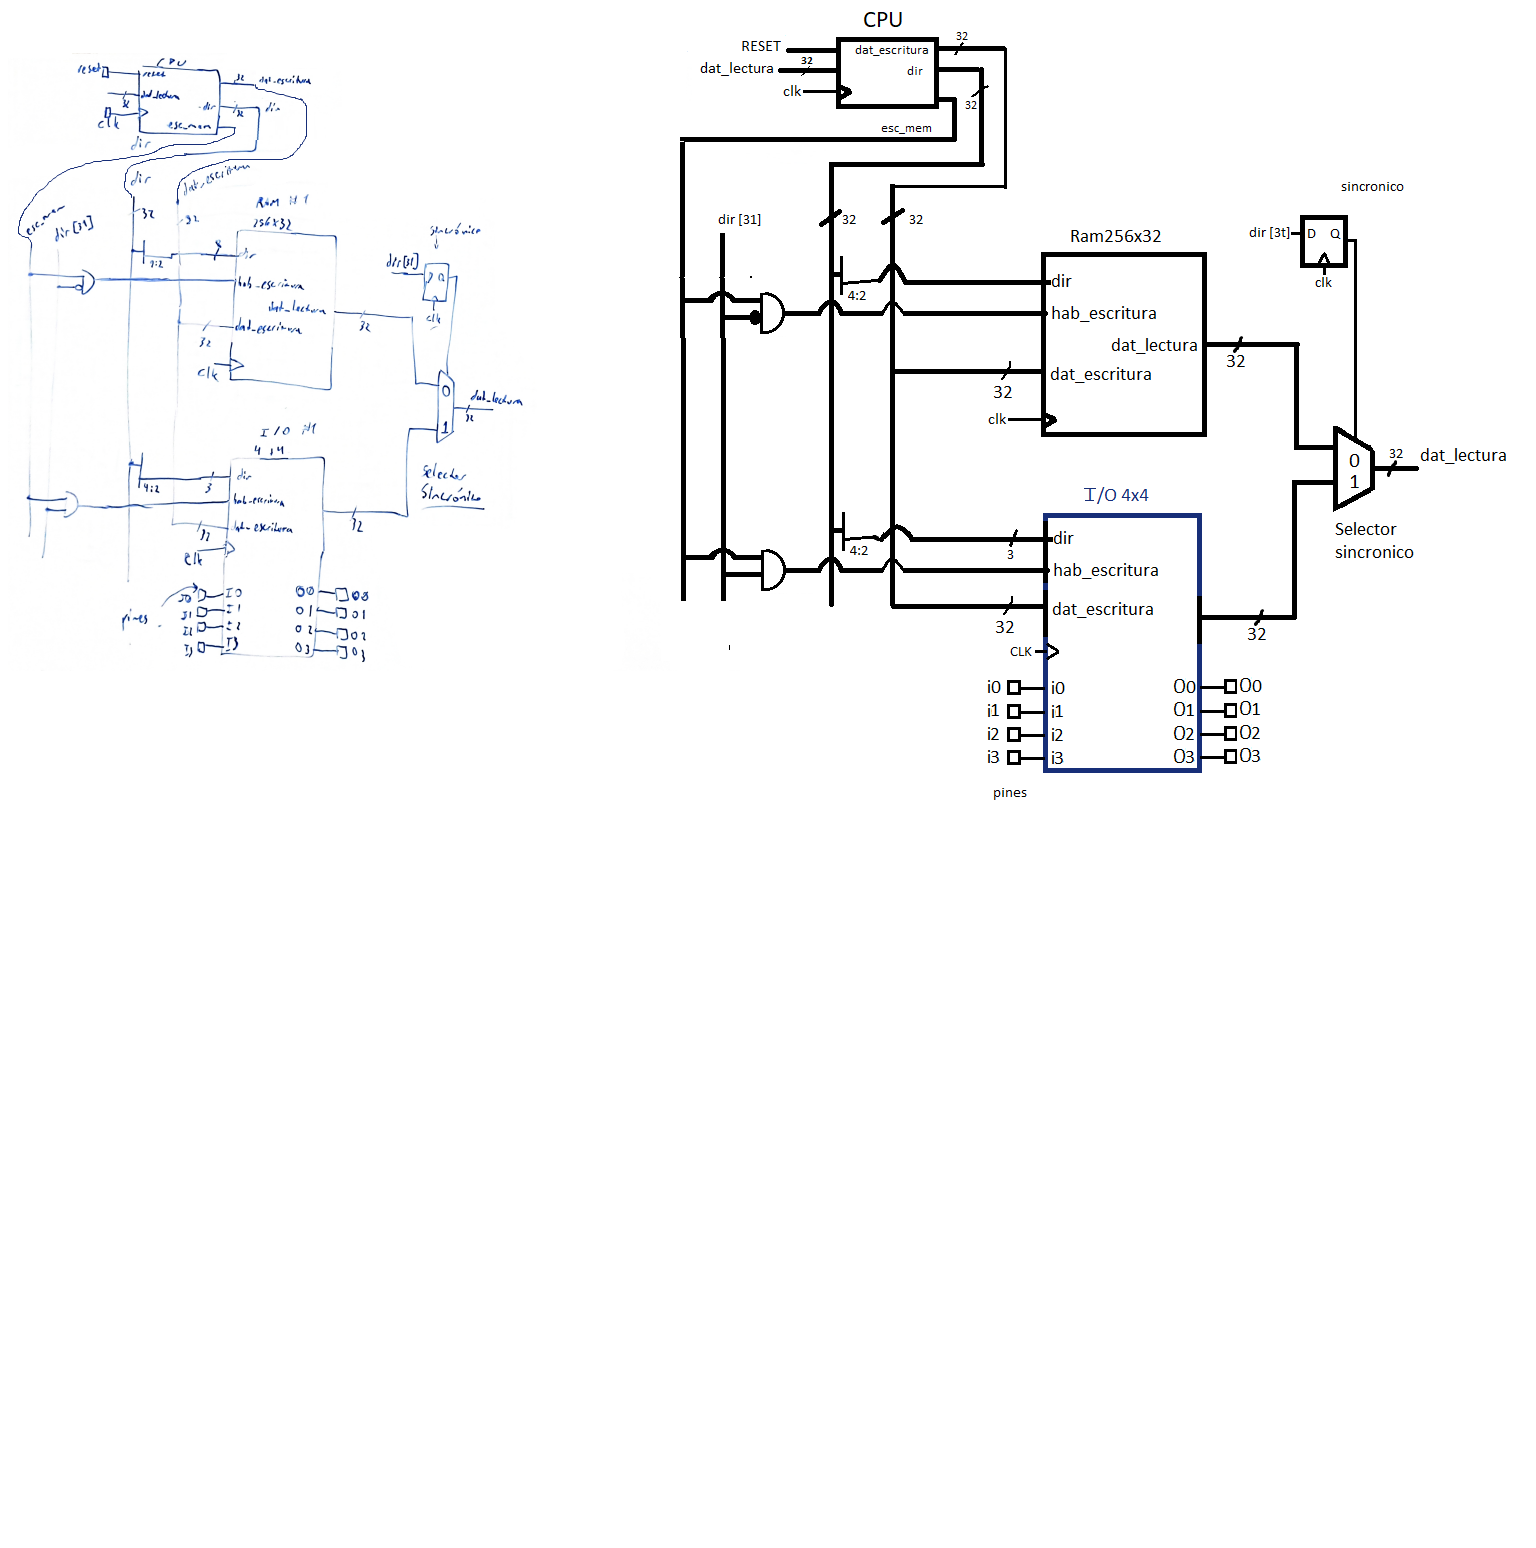 CPU
reset
reset
32
dat_escritura
dat_lectura
32
dir
32
dir
clk
esc_mem
dir
dir
dat_escritura
esc_mem
dir [31]
32
32
RAM
256x32
9:2
8
dir
hab_escritura
dat_lectura
32
dat_escritura
32
clk
sincrónico
dir[31]
D Q
clk
0
1
dat_lectura
32
Selector
Sincrónico
I/O
4x4
4:2
3
dir
hab_escritura
32
dat_escritura
32
clk
pines
I0
I0
O0
O0
I1
I1
O1
O1
I2
I2
O2
O2
I3
I3
O3
O3
CPU
RESET
dat_escritura
32
dat_lectura
32
dir
32
clk
esc_mem
dir [31]
32
32
sincronico
dir [3t]
D Q
clk
Ram256x32
dir
4:2
hab_escritura
dat_lectura
32
dat_escritura
32
clk
0
1
32
dat_lectura
Selector
sincronico
I/O 4x4
4:2
3
dir
hab_escritura
dat_escritura
32
32
CLK
i0
i0
O0
O0
i1
i1
O1
O1
i2
i2
O2
O2
i3
i3
O3
O3
pines